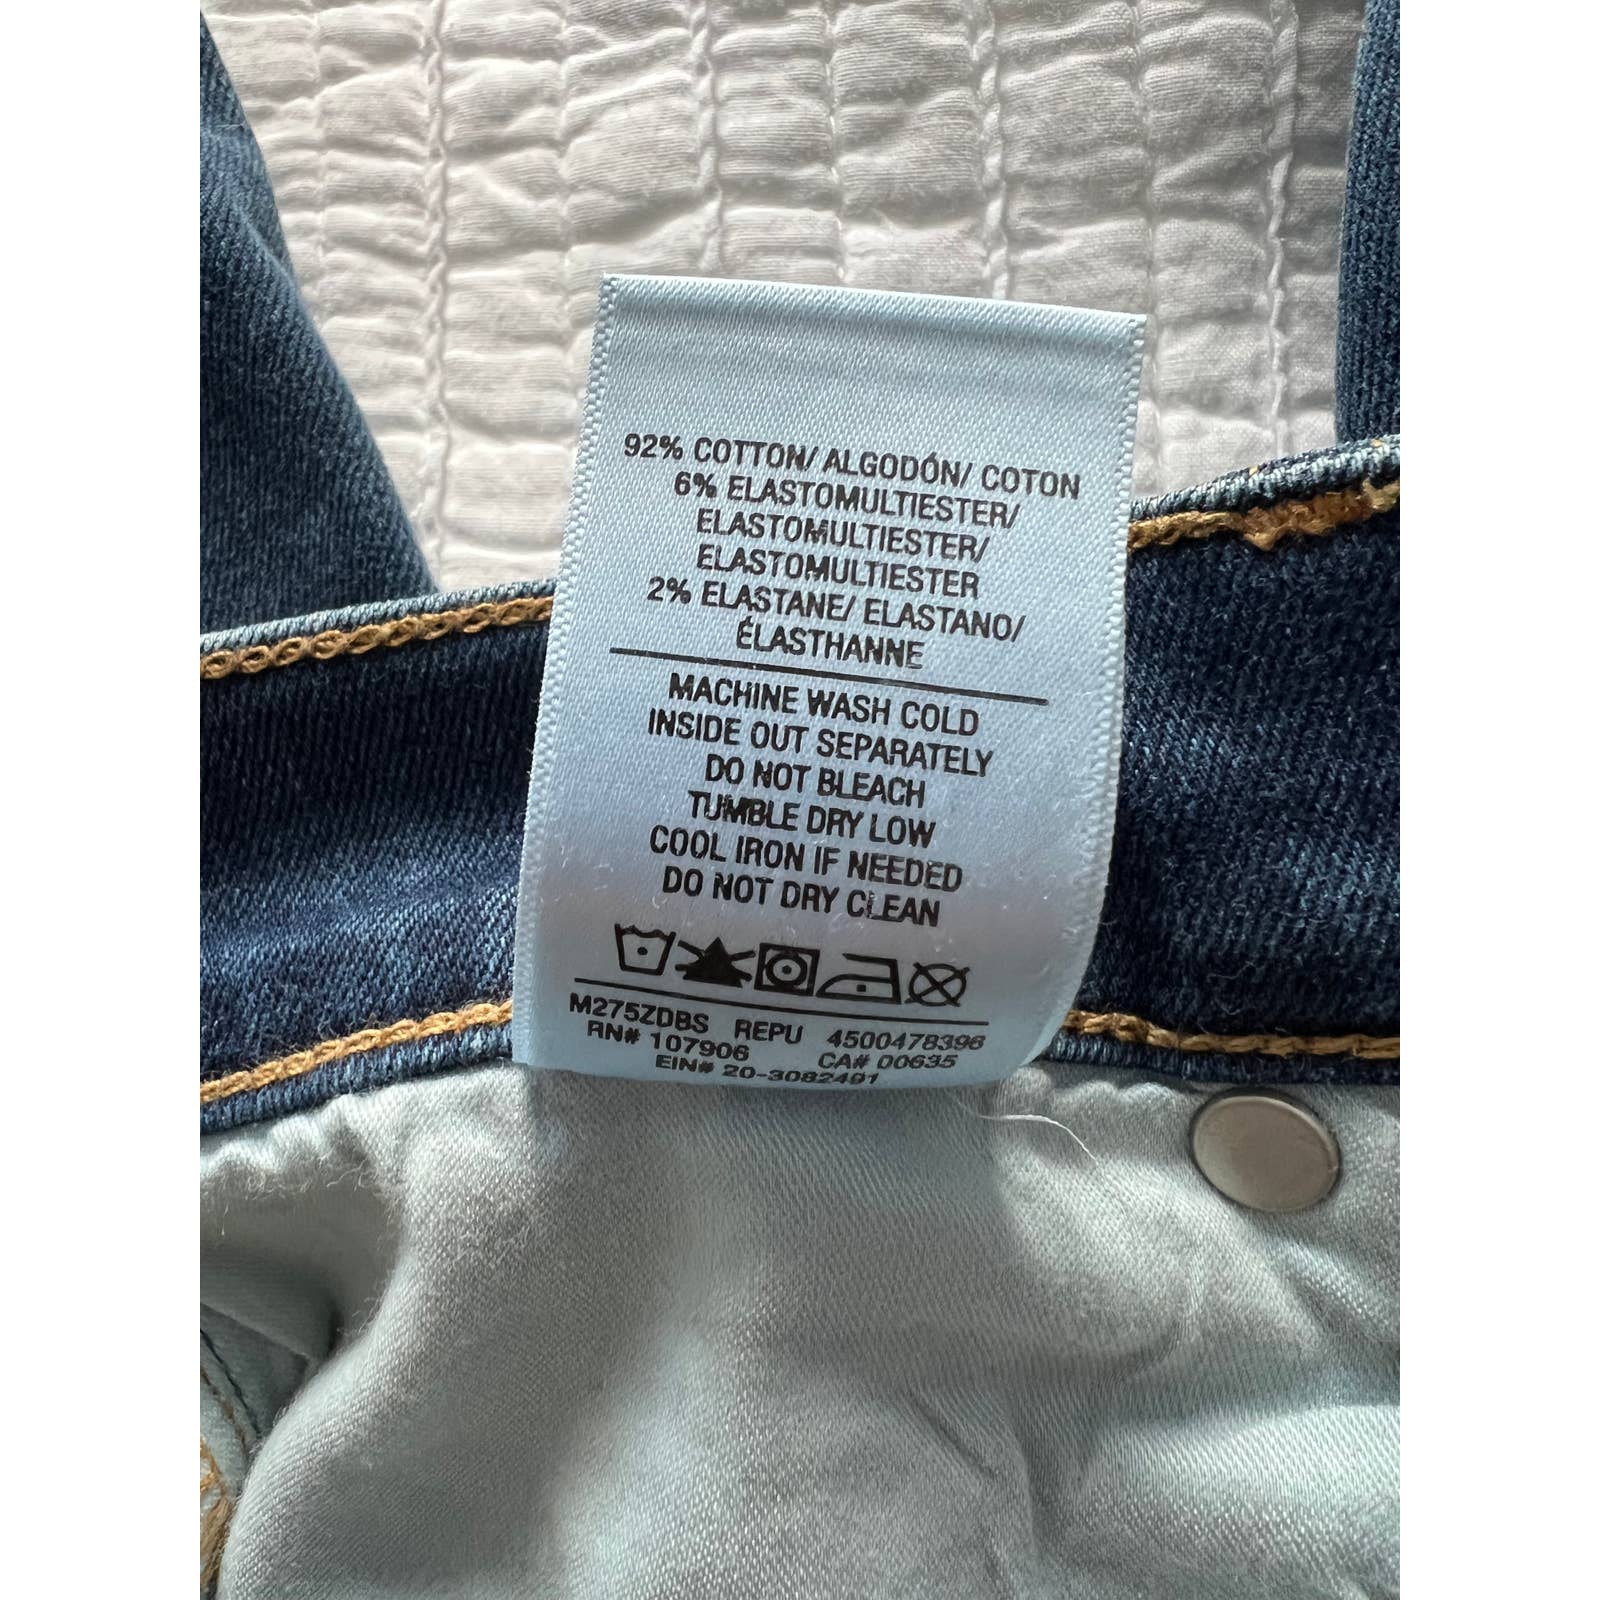 92% COTTON/ ALGODÓN/ COTON
6% ELASTOMULTIESTER/
ELASTOMULTIESTER/
ELASTOMULTIESTER
2% ELASTANE/ ELASTANO/
ÉLASTHANNE
MACHINE WASH COLD
INSIDE OUT SEPARATELY
DO NOT BLEACH
TUMBLE DRY LOW
COOL IRON IF NEEDED
DO NOT DRY CLEAN
M275ZDBS REPU 4500478396
RN# 107906 CA# 00635
EIN# 20-3082491